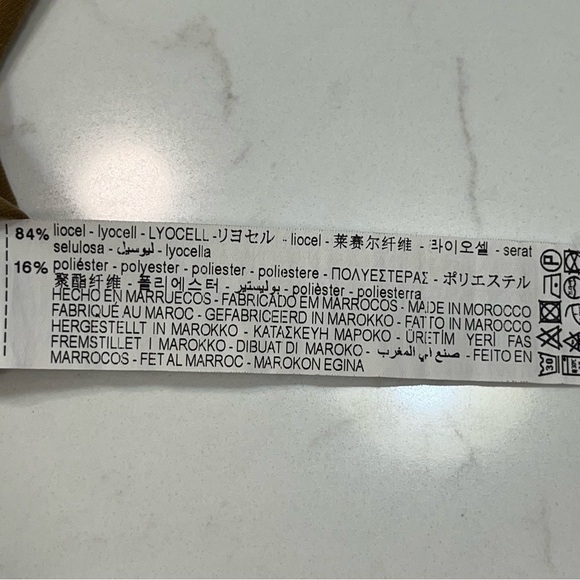 84% liocel - lyocell - LYOCELL -リヨセル - liocel - 莱赛尔纤维 - 라이오셀 - serat
selulosa - ليوسيل - lyocella
16% poliéster - polyester - poliester - poliestere - ΠΟΛΥΕΣΤΕΡΑΣ - ポリエステル
聚酯纤维 - 폴리에스터 - بوليستير - polièster - poliesterra
HECHO EN MARRUECOS - FABRICADO EM MARROCOS - MADE IN MOROCCO
FABRIQUÉ AU MAROC - GEFABRICEERD IN MAROKKO - FATTO IN MAROCCO
HERGESTELLT IN MAROKKO - ΚΑΤΑΣΚΕΥΗ ΜΑΡΟΚΟ - ÜRETİM YERİ FAS
FREMSTILLET I MAROKKO - DIBUAT DI MAROKO - صنع في المغرب - FEITO EN
MARROCOS - FET AL MARROC - MAROKON EGINA